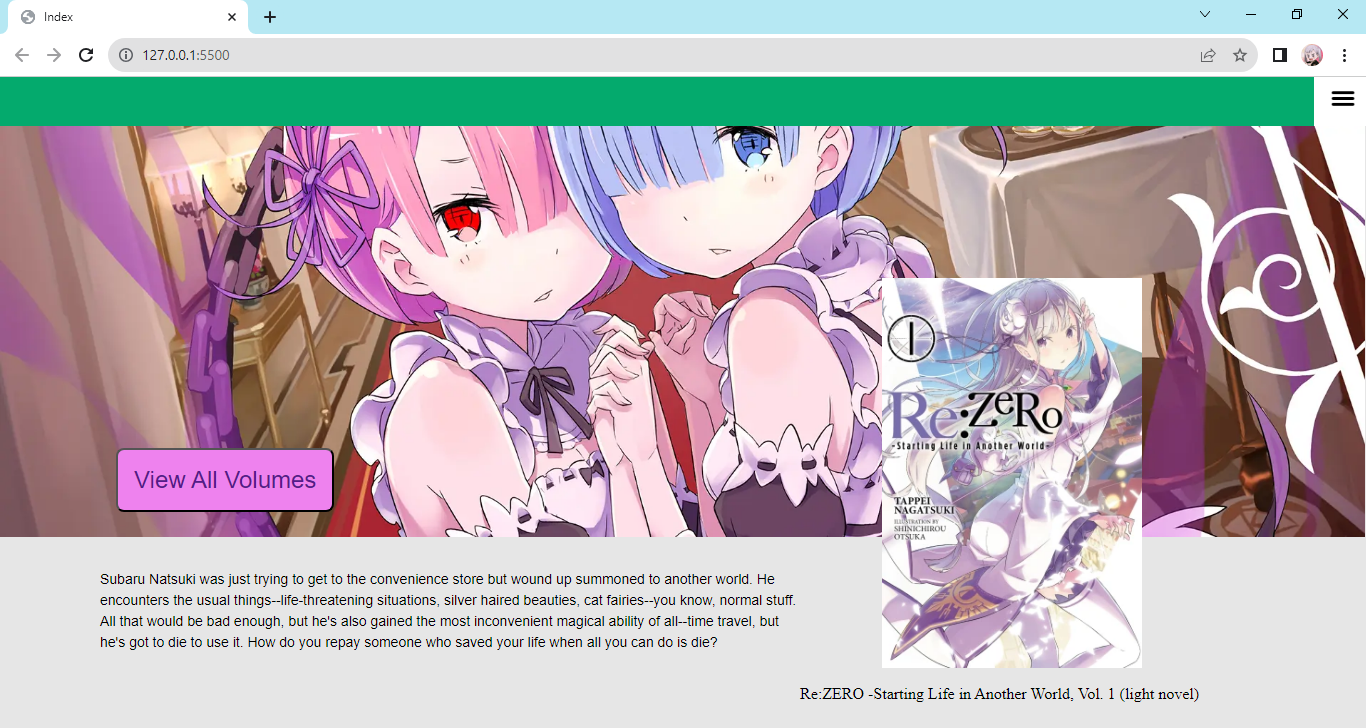 Index
127.0.0.1:5500
View All Volumes
1
Re:ZeRo
-Starting Life in Another World-
TAPPEI
NAGATSUKI
ILLUSTRATION BY
SHINICHIROU
OTSUKA
Subaru Natsuki was just trying to get to the convenience store but wound up summoned to another world. He
encounters the usual things--life-threatening situations, silver haired beauties, cat fairies--you know, normal stuff.
All that would be bad enough, but he's also gained the most inconvenient magical ability of all--time travel, but
he's got to die to use it. How do you repay someone who saved your life when all you can do is die?
Re:ZERO -Starting Life in Another World, Vol. 1 (light novel)